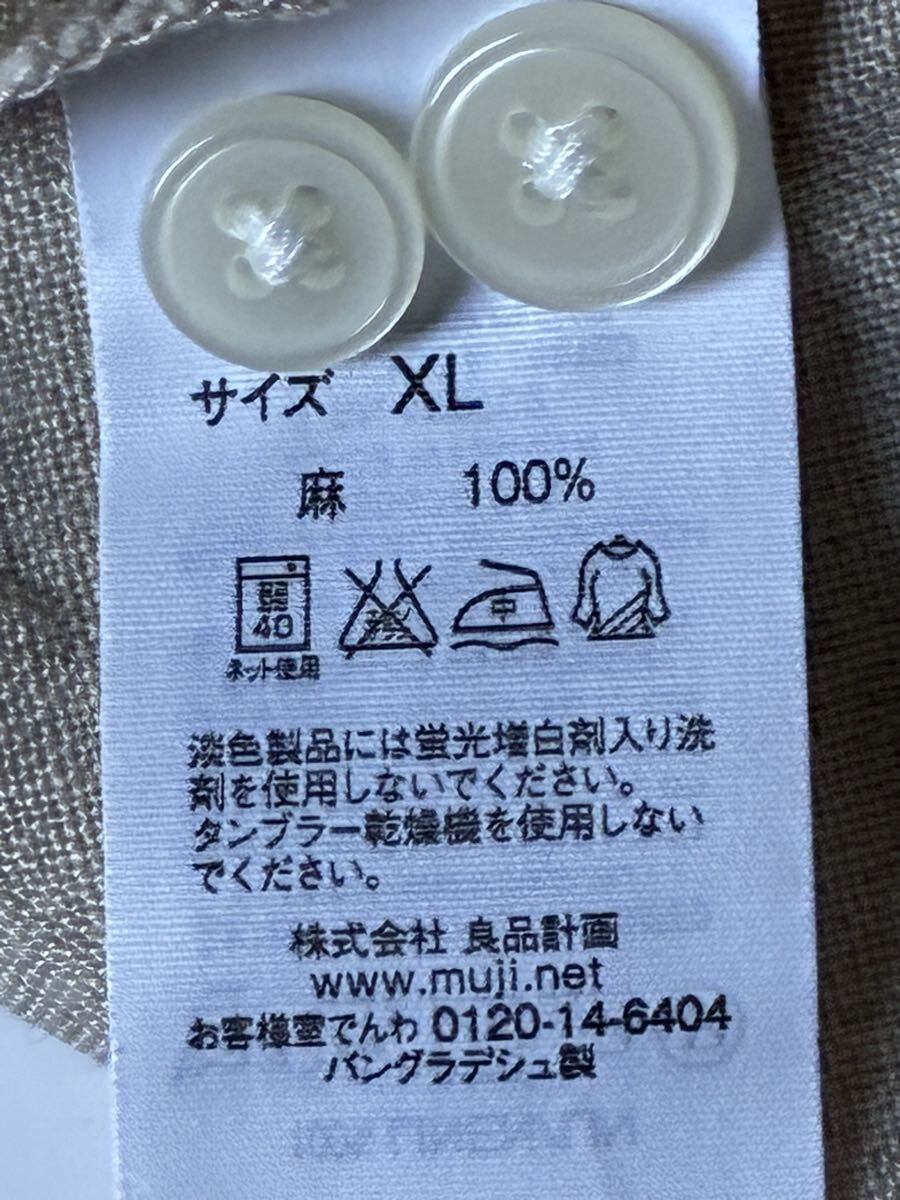 サイズ XL
麻 100%
弱 40 中
ネット使用
淡色製品には蛍光増白剤入り洗
剤を使用しないでください。
タンブラー乾燥機を使用しない
でください。
株式会社 良品計画
www.muji.net
お客様室でんわ 0120-14-6404
バングラデシュ製